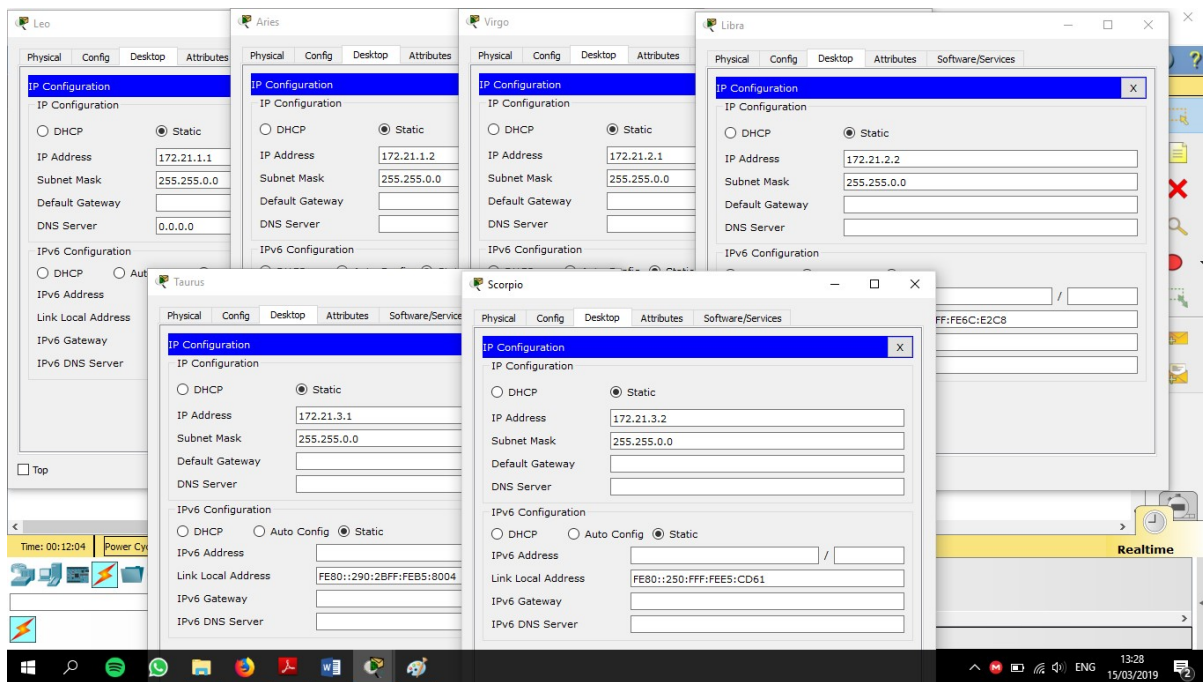 Leo
Physical Config Desktop Attributes
IP Configuration
IP Configuration
DHCP Static
IP Address 172.21.1.1
Subnet Mask 255.255.0.0
Default Gateway
DNS Server 0.0.0.0
IPv6 Configuration
DHCP Aut
IPv6 Address
Link Local Address
IPv6 Gateway
IPv6 DNS Server
Top
Aries
Physical Config Desktop Attributes
IP Configuration
IP Configuration
DHCP Static
IP Address 172.21.1.2
Subnet Mask 255.255.0.0
Default Gateway
DNS Server
IPv6 Configuration
Virgo
Physical Config Desktop Attributes
IP Configuration
IP Configuration
DHCP Static
IP Address 172.21.2.1
Subnet Mask 255.255.0.0
Default Gateway
DNS Server
IPv6 Configuration
Libra
Physical Config Desktop Attributes Software/Services
IP Configuration X
IP Configuration
DHCP Static
IP Address 172.21.2.2
Subnet Mask 255.255.0.0
Default Gateway
DNS Server
IPv6 Configuration
/
FF:FE6C:E2C8
Taurus
Physical Config Desktop Attributes Software/Service
IP Configuration
IP Configuration
DHCP Static
IP Address 172.21.3.1
Subnet Mask 255.255.0.0
Default Gateway
DNS Server
IPv6 Configuration
DHCP Auto Config Static
IPv6 Address
Link Local Address FE80::290:2BFF:FEB5:8004
IPv6 Gateway
IPv6 DNS Server
Scorpio
Physical Config Desktop Attributes Software/Services
IP Configuration X
IP Configuration
DHCP Static
IP Address 172.21.3.2
Subnet Mask 255.255.0.0
Default Gateway
DNS Server
IPv6 Configuration
DHCP Auto Config Static
IPv6 Address /
Link Local Address FE80::250:FFF:FEE5:CD61
IPv6 Gateway
IPv6 DNS Server
Time: 00:12:04 Power Cy
Realtime
ENG
13:28
15/03/2019
2